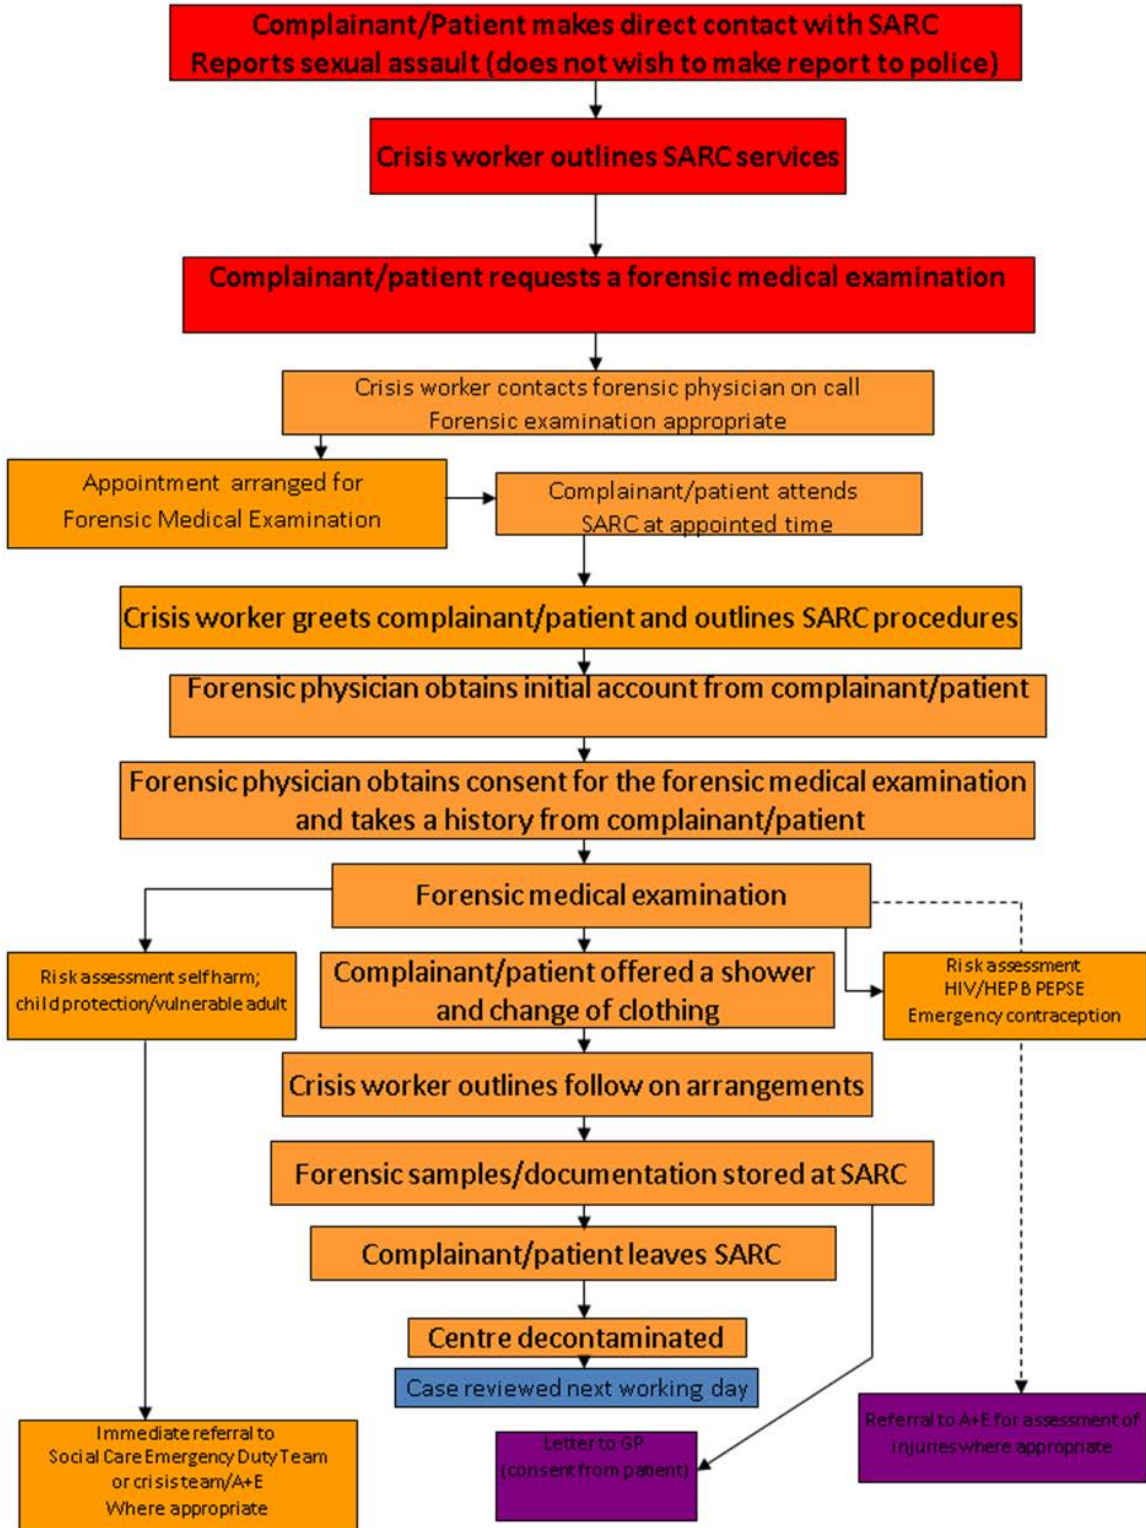 Complainant/Patient makes direct contact with SARC
Reports sexual assault (does not wish to make report to police)
Crisis worker outlines SARC services
Complainant/patient requests a forensic medical examination
Crisis worker contacts forensic physician on call
Forensic examination appropriate
Appointment arranged for
Forensic Medical Examination
Complainant/patient attends
SARC at appointed time
Crisis worker greets complainant/patient and outlines SARC procedures
Forensic physician obtains initial account from complainant/patient
Forensic physician obtains consent for the forensic medical examination
and takes a history from complainant/patient
Forensic medical examination
Risk assessment self harm;
child protection/vulnerable adult
Complainant/patient offered a shower
and change of clothing
Risk assessment
HIV/HEP B PEPSE
Emergency contraception
Crisis worker outlines follow on arrangements
Forensic samples/documentation stored at SARC
Complainant/patient leaves SARC
Centre decontaminated
Case reviewed next working day
Immediate referral to
Social Care Emergency Duty Team
or crisis team/A+E
Where appropriate
Letter to GP
(consent from patient)
Referral to A+E for assessment of
injuries where appropriate